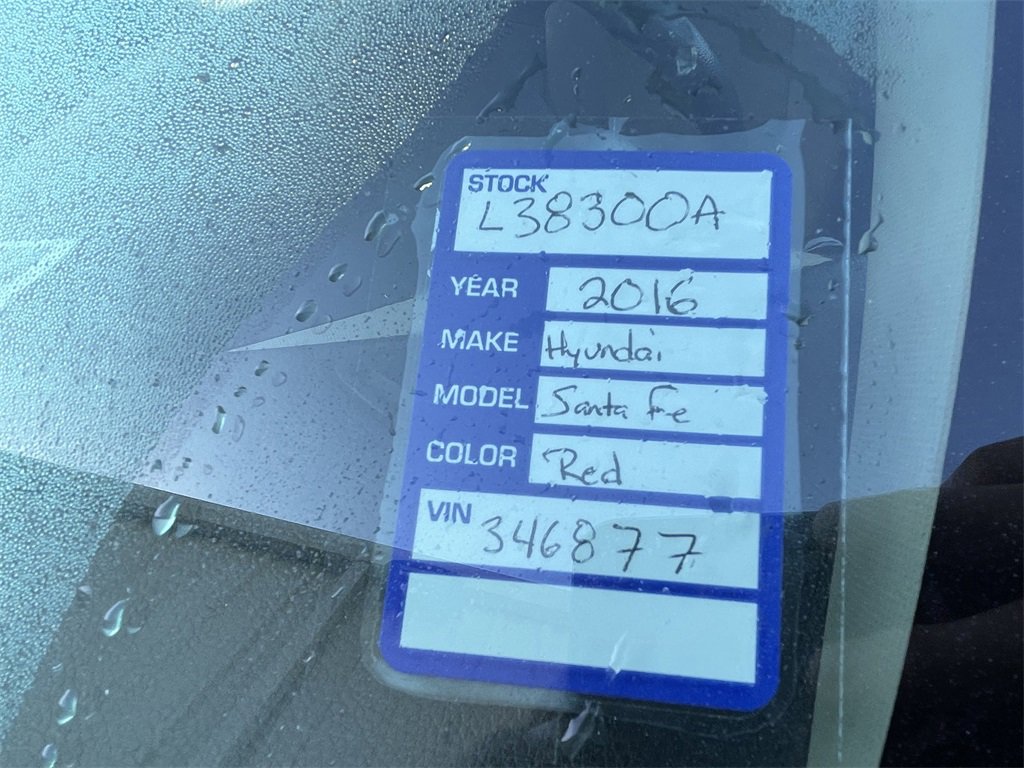 STOCK
L38300A
YEAR 2016
MAKE Hyundai
MODEL Santa Fe
COLOR Red
VIN 346877